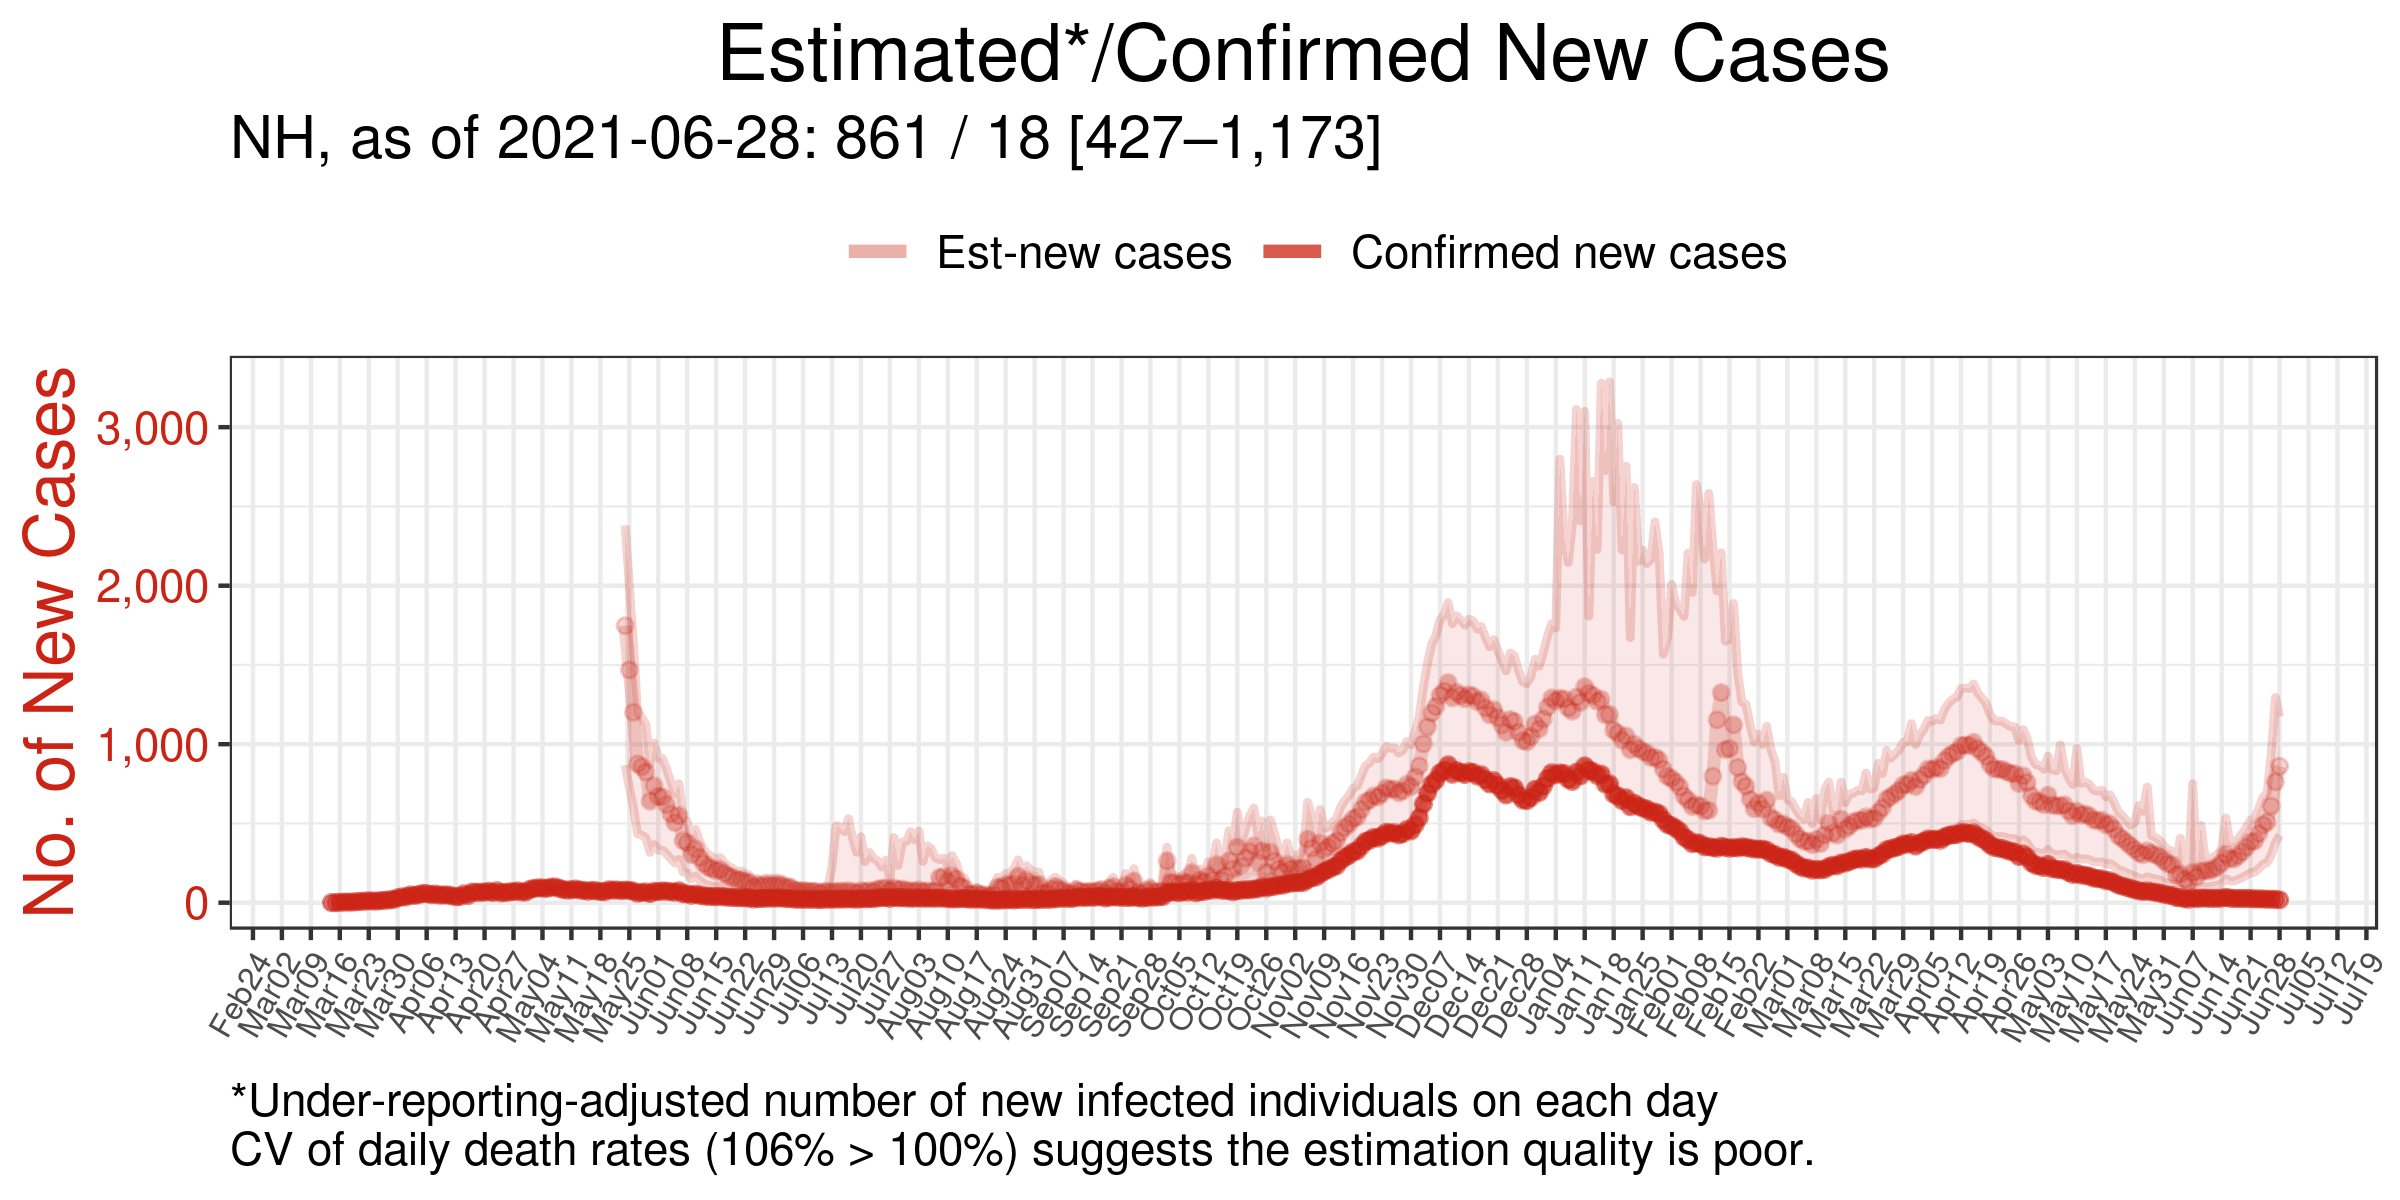 Estimated*/Confirmed New Cases
NH, as of 2021-06-28: 861 / 18 [427–1,173]
Est-new cases
Confirmed new cases
No. of New Cases
3,000
2,000
1,000
0
Feb24
Mar02
Mar09
Mar16
Mar23
Mar30
Apr06
Apr13
Apr20
Apr27
May04
May11
May18
May25
Jun01
Jun08
Jun15
Jun22
Jun29
Jul06
Jul13
Jul20
Jul27
Aug03
Aug10
Aug17
Aug24
Aug31
Sep07
Sep14
Sep21
Sep28
Oct05
Oct12
Oct19
Oct26
Nov02
Nov09
Nov16
Nov23
Nov30
Dec07
Dec14
Dec21
Dec28
Jan04
Jan11
Jan18
Jan25
Feb01
Feb08
Feb15
Feb22
Mar01
Mar08
Mar15
Mar22
Mar29
Apr05
Apr12
Apr19
Apr26
May03
May10
May17
May24
May31
Jun07
Jun14
Jun21
Jun28
Jul05
Jul12
Jul19
*Under-reporting-adjusted number of new infected individuals on each day
CV of daily death rates (106% > 100%) suggests the estimation quality is poor.